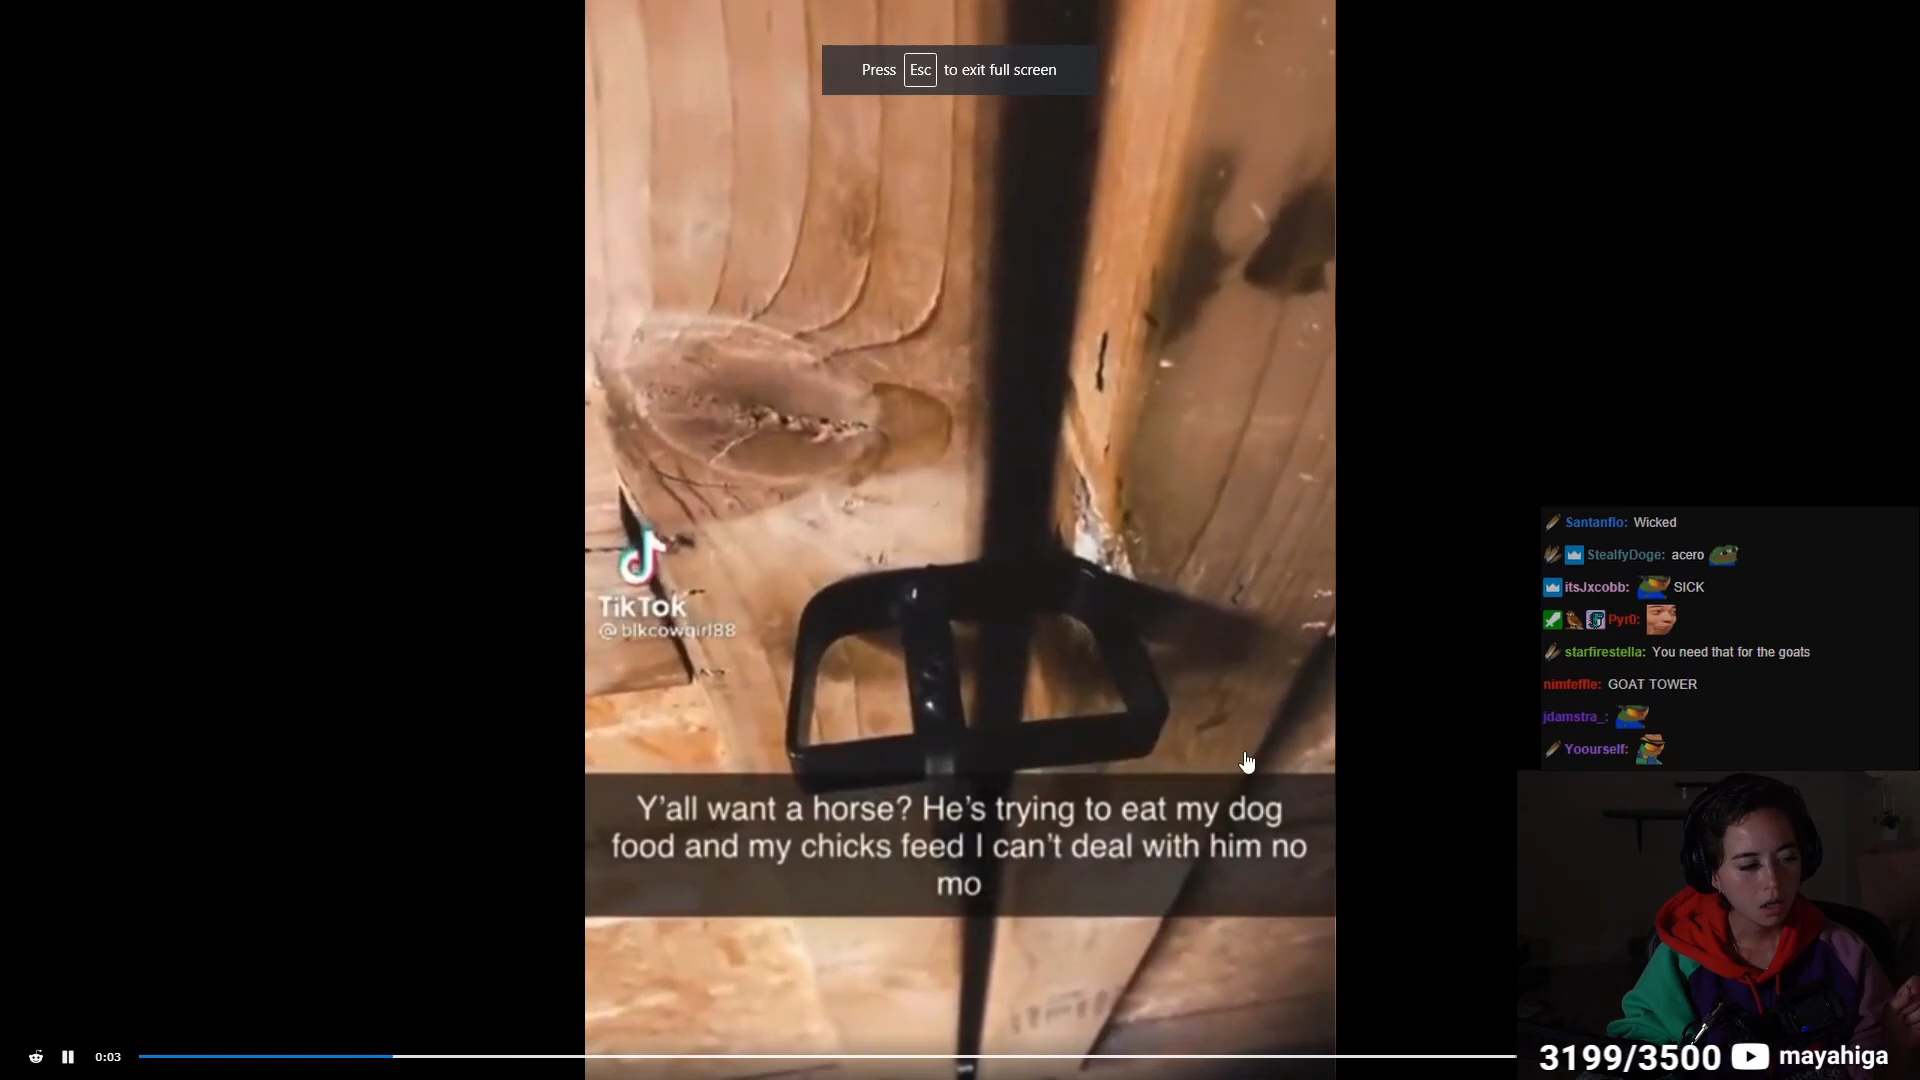 Press Esc to exit full screen
Santanflo: Wicked
StealfyDoge: acero
itsJxcobb: SICK
Pyr0:
starfirestella: You need that for the goats
nimfeffle: GOAT TOWER
jdamstra_:
Yoourself:
TikTok
@blkcowgirl88
Y'all want a horse? He's trying to eat my dog
food and my chicks feed I can't deal with him no
mo
0:03
3199/3500 mayahiga